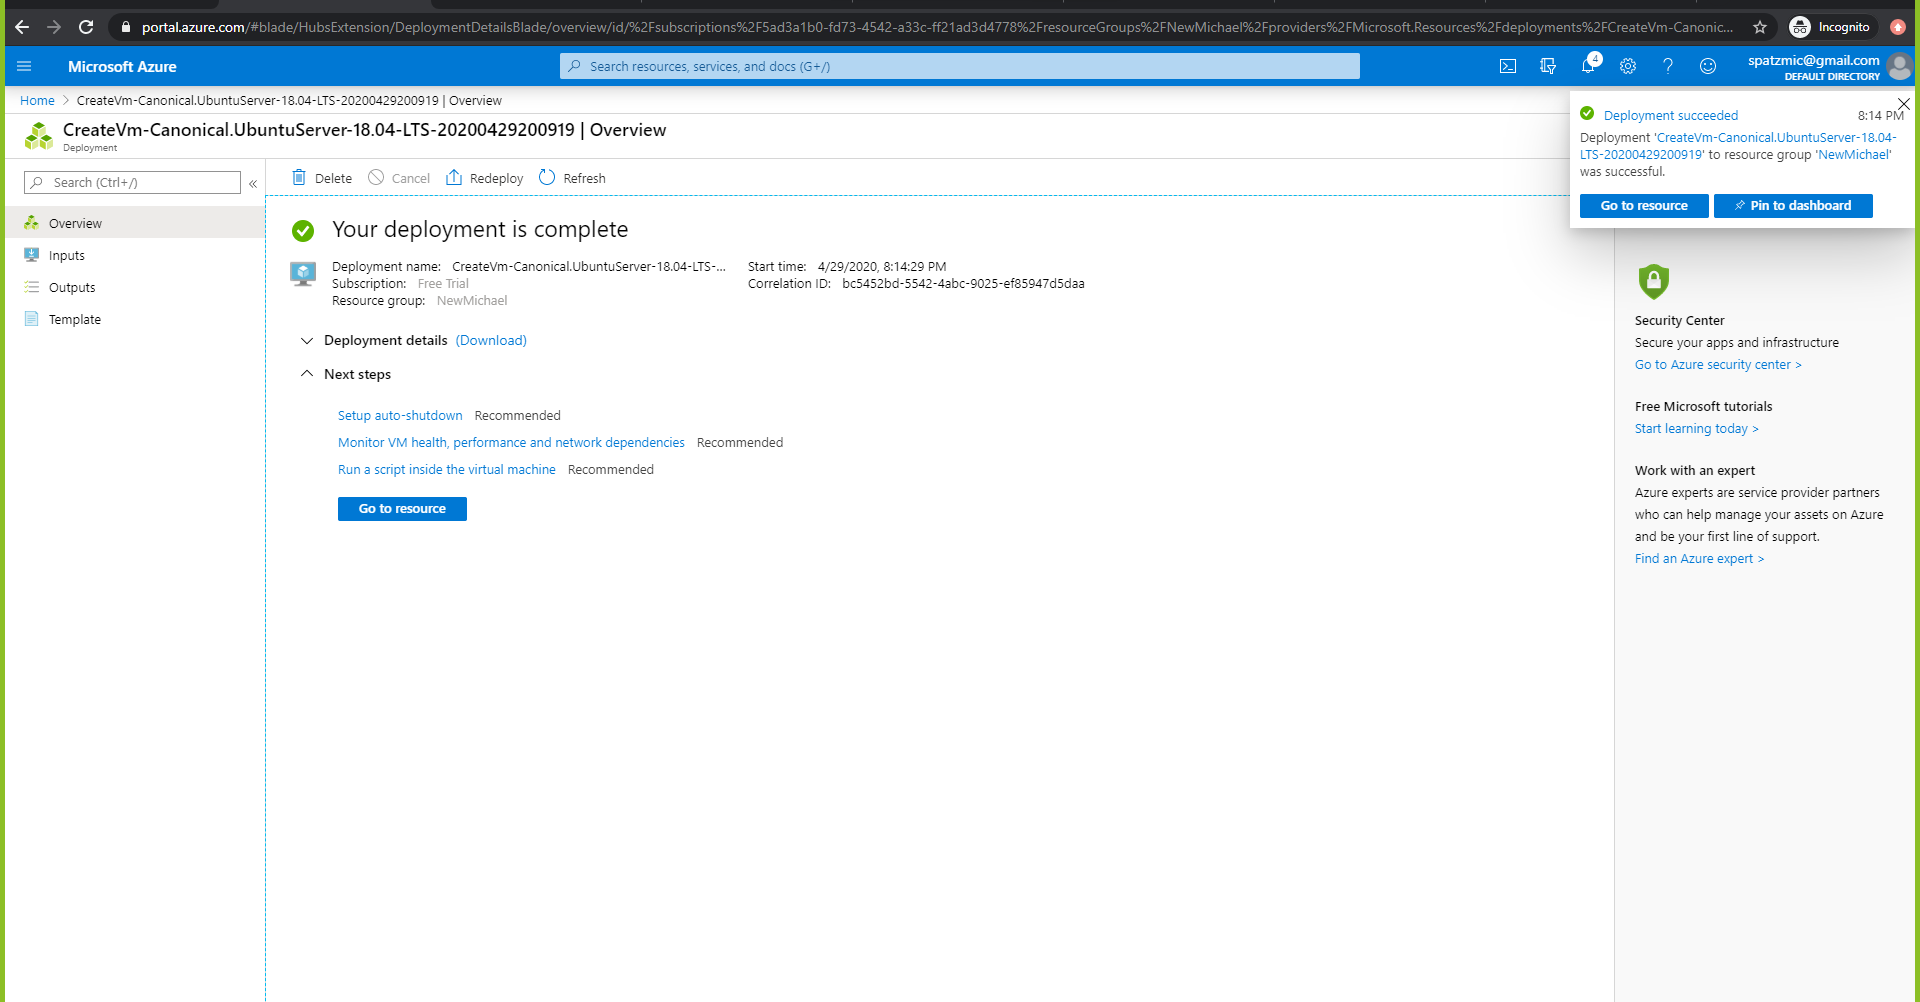 portal.azure.com/#blade/HubsExtension/DeploymentDetailsBlade/overview/id/%2Fsubscriptions%2F5ad3a1b0-fd73-4542-a33c-ff21ad3d4778%2FresourceGroups%2FNewMichael%2Fproviders%2FMicrosoft.Resources%2Fdeployments%2FCreateVm-Canonic...
Incognito
Microsoft Azure
Search resources, services, and docs (G+/)
4
spatzmic@gmail.com
DEFAULT DIRECTORY
Home > CreateVm-Canonical.UbuntuServer-18.04-LTS-20200429200919 | Overview
CreateVm-Canonical.UbuntuServer-18.04-LTS-20200429200919 | Overview
Deployment
Search (Ctrl+/)
«
Overview
Inputs
Outputs
Template
Delete
Cancel
Redeploy
Refresh
Your deployment is complete
Deployment name: CreateVm-Canonical.UbuntuServer-18.04-LTS-...
Subscription: Free Trial
Resource group: NewMichael
Start time: 4/29/2020, 8:14:29 PM
Correlation ID: bc5452bd-5542-4abc-9025-ef85947d5daa
Deployment details (Download)
Next steps
Setup auto-shutdown Recommended
Monitor VM health, performance and network dependencies Recommended
Run a script inside the virtual machine Recommended
Go to resource
Deployment succeeded 8:14 PM
Deployment 'CreateVm-Canonical.UbuntuServer-18.04-
LTS-20200429200919' to resource group 'NewMichael'
was successful.
Go to resource
Pin to dashboard
Security Center
Secure your apps and infrastructure
Go to Azure security center >
Free Microsoft tutorials
Start learning today >
Work with an expert
Azure experts are service provider partners
who can help manage your assets on Azure
and be your first line of support.
Find an Azure expert >